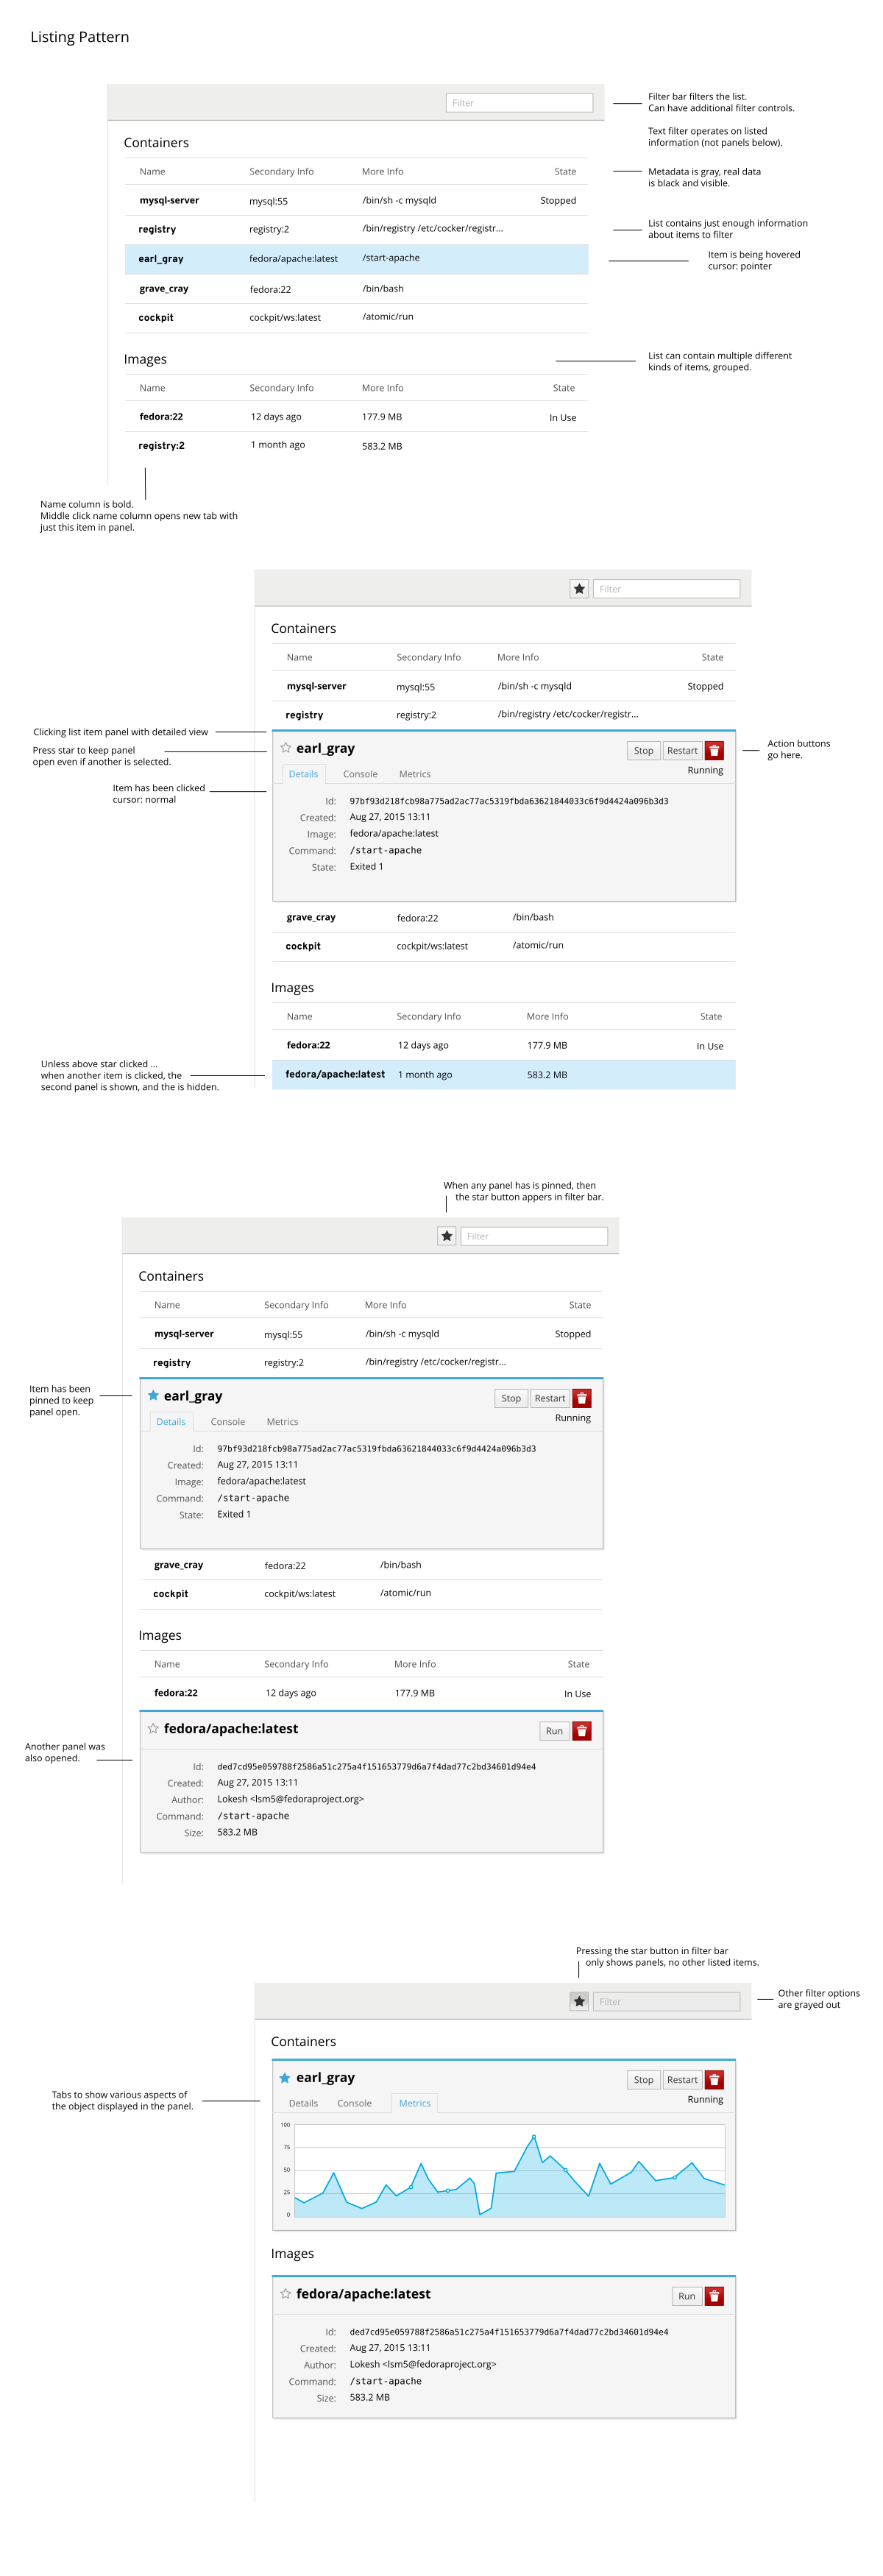 Listing Pattern
Filter
Filter bar filters the list.
Can have additional filter controls.
Text filter operates on listed
information (not panels below).
Containers
Name Secondary Info More Info State
Metadata is gray, real data
is black and visible.
mysql-server mysql:55 /bin/sh -c mysqld Stopped
registry registry:2 /bin/registry /etc/cocker/registr...
List contains just enough information
about items to filter
earl_gray fedora/apache:latest /start-apache
Item is being hovered
cursor: pointer
grave_cray fedora:22 /bin/bash
cockpit cockpit/ws:latest /atomic/run
Images
List can contain multiple different
kinds of items, grouped.
Name Secondary Info More Info State
fedora:22 12 days ago 177.9 MB In Use
registry:2 1 month ago 583.2 MB
Name column is bold.
Middle click name column opens new tab with
just this item in panel.
Filter
Containers
Name Secondary Info More Info State
mysql-server mysql:55 /bin/sh -c mysqld Stopped
registry registry:2 /bin/registry /etc/cocker/registr...
Clicking list item panel with detailed view
Press star to keep panel
open even if another is selected.
earl_gray Stop Restart
Action buttons
go here.
Running
Details Console Metrics
Item has been clicked
cursor: normal
Id: 97bf93d218fcb98a775ad2ac77ac5319fbda63621844033c6f9d4424a096b3d3
Created: Aug 27, 2015 13:11
Image: fedora/apache:latest
Command: /start-apache
State: Exited 1
grave_cray fedora:22 /bin/bash
cockpit cockpit/ws:latest /atomic/run
Images
Name Secondary Info More Info State
fedora:22 12 days ago 177.9 MB In Use
fedora/apache:latest 1 month ago 583.2 MB
Unless above star clicked ...
when another item is clicked, the
second panel is shown, and the is hidden.
When any panel has is pinned, then
the star button appers in filter bar.
Filter
Containers
Name Secondary Info More Info State
mysql-server mysql:55 /bin/sh -c mysqld Stopped
registry registry:2 /bin/registry /etc/cocker/registr...
Item has been
pinned to keep
panel open.
earl_gray Stop Restart
Running
Details Console Metrics
Id: 97bf93d218fcb98a775ad2ac77ac5319fbda63621844033c6f9d4424a096b3d3
Created: Aug 27, 2015 13:11
Image: fedora/apache:latest
Command: /start-apache
State: Exited 1
grave_cray fedora:22 /bin/bash
cockpit cockpit/ws:latest /atomic/run
Images
Name Secondary Info More Info State
fedora:22 12 days ago 177.9 MB In Use
fedora/apache:latest Run
Another panel was
also opened.
Id: ded7cd95e059788f2586a51c275a4f151653779d6a7f4dad77c2bd34601d94e4
Created: Aug 27, 2015 13:11
Author: Lokesh <lsm5@fedoraproject.org>
Command: /start-apache
Size: 583.2 MB
Pressing the star button in filter bar
only shows panels, no other listed items.
Filter
Other filter options
are grayed out
Containers
earl_gray Stop Restart
Running
Tabs to show various aspects of
the object displayed in the panel.
Details Console Metrics
100
75
50
25
0
Images
fedora/apache:latest Run
Id: ded7cd95e059788f2586a51c275a4f151653779d6a7f4dad77c2bd34601d94e4
Created: Aug 27, 2015 13:11
Author: Lokesh <lsm5@fedoraproject.org>
Command: /start-apache
Size: 583.2 MB